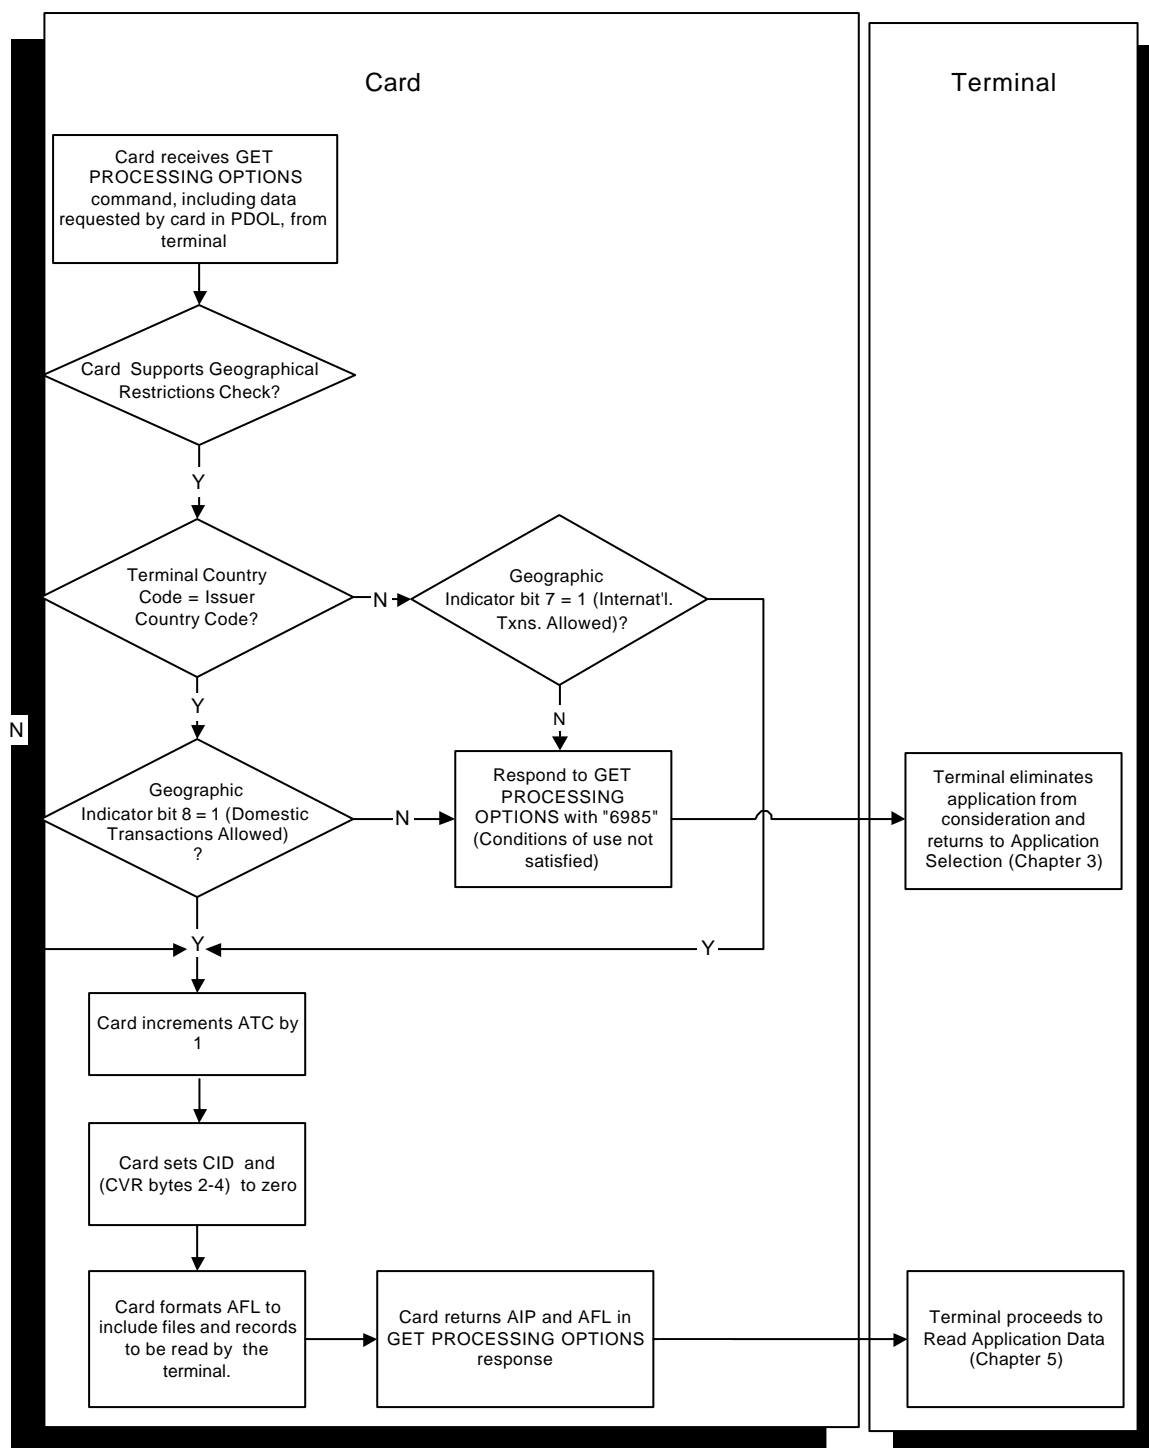 Card
Terminal
Card receives GET
PROCESSING OPTIONS
command, including data
requested by card in PDOL, from
terminal
Card Supports Geographical
Restrictions Check?
Y
Terminal Country
Code = Issuer
Country Code?
N
Geographic
Indicator bit 7 = 1 (Internat'l.
Txns. Allowed)?
Y
N
N
Geographic
Indicator bit 8 = 1 (Domestic
Transactions Allowed)
?
N
Respond to GET
PROCESSING
OPTIONS with "6985"
(Conditions of use not
satisfied)
Terminal eliminates
application from
consideration and
returns to Application
Selection (Chapter 3)
Y
Y
Card increments ATC by
1
Card sets CID and
(CVR bytes 2-4) to zero
Card formats AFL to
include files and records
to be read by the
terminal.
Card returns AIP and AFL in
GET PROCESSING OPTIONS
response
Terminal proceeds to
Read Application Data
(Chapter 5)